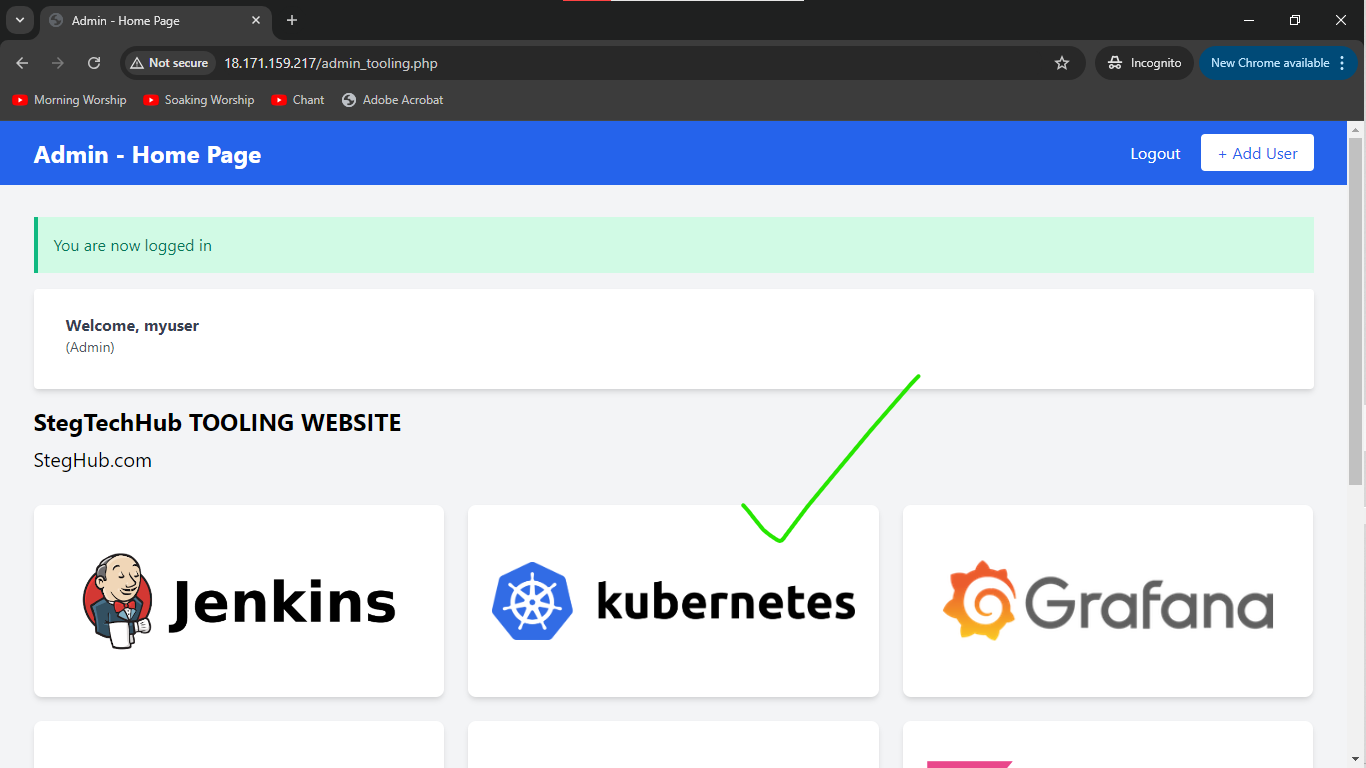 Admin - Home Page
Not secure
18.171.159.217/admin_tooling.php
Incognito
New Chrome available
Morning Worship
Soaking Worship
Chant
Adobe Acrobat
Admin - Home Page
Logout
+ Add User
You are now logged in
Welcome, myuser
(Admin)
StegTechHub TOOLING WEBSITE
StegHub.com
Jenkins
kubernetes
Grafana